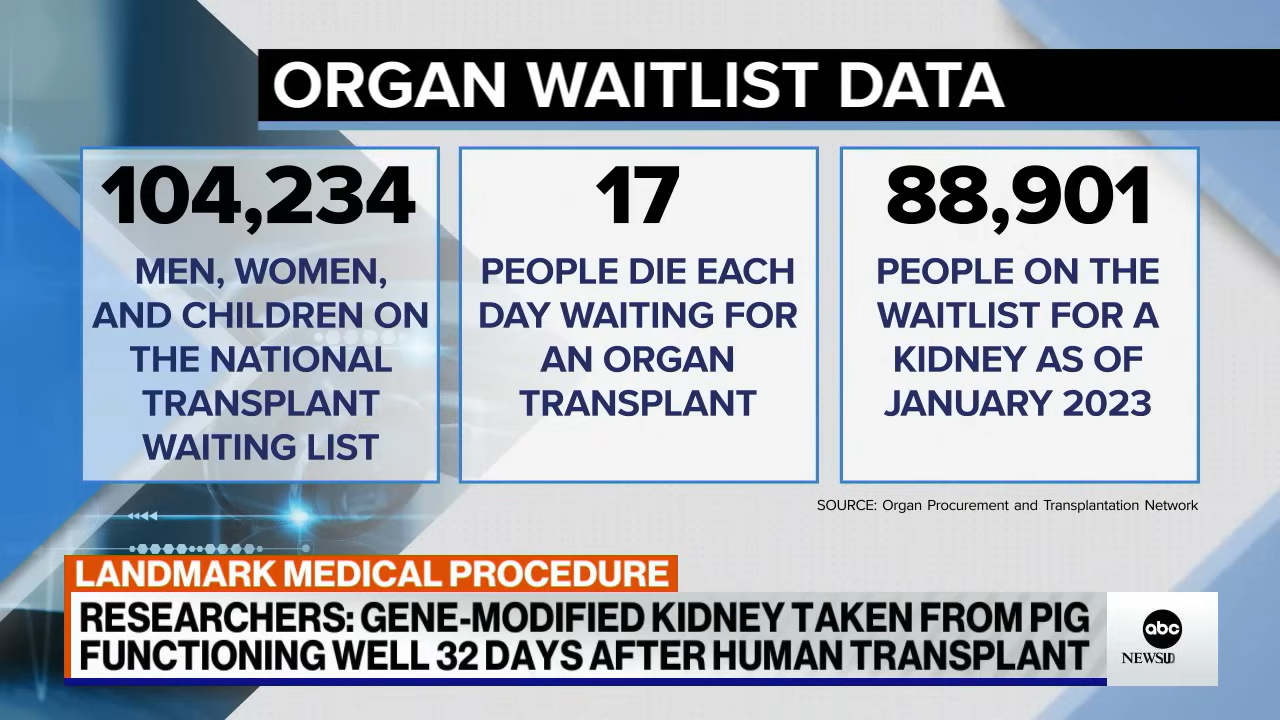 ORGAN WAITLIST DATA
104,234
MEN, WOMEN,
AND CHILDREN ON
THE NATIONAL
TRANSPLANT
WAITING LIST
17
PEOPLE DIE EACH
DAY WAITING FOR
AN ORGAN
TRANSPLANT
88,901
PEOPLE ON THE
WAITLIST FOR A
KIDNEY AS OF
JANUARY 2023
SOURCE: Organ Procurement and Transplantation Network
LANDMARK MEDICAL PROCEDURE
RESEARCHERS: GENE-MODIFIED KIDNEY TAKEN FROM PIG
FUNCTIONING WELL 32 DAYS AFTER HUMAN TRANSPLANT
abc